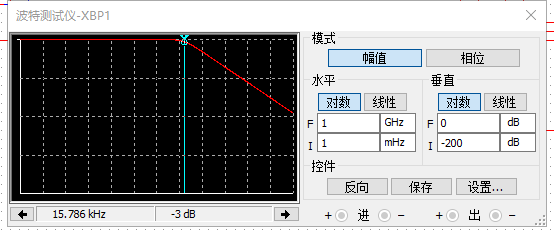 波特测试仪-XBP1
模式
幅值 相位
水平 垂直
对数 线性 对数 线性
F 1 GHz F 0 dB
I 1 mHz I -200 dB
控件
反向 保存 设置...
15.786 kHz -3 dB
+ 进 − + 出 −